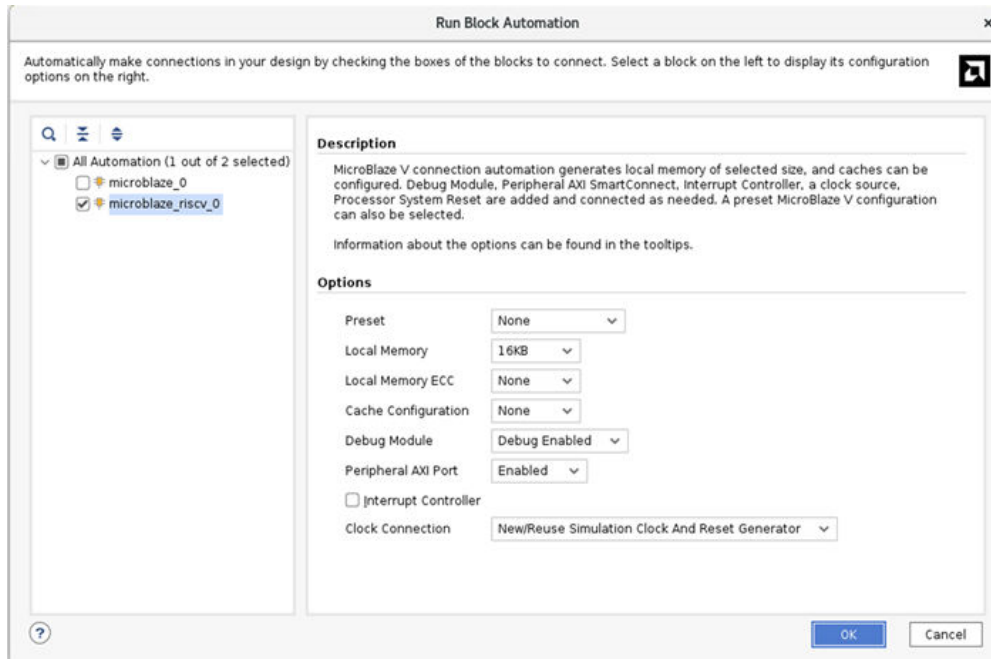 Run Block Automation
Automatically make connections in your design by checking the boxes of the blocks to connect. Select a block on the left to display its configuration
options on the right.
All Automation (1 out of 2 selected)
microblaze_0
microblaze_riscv_0
Description
MicroBlaze V connection automation generates local memory of selected size, and caches can be
configured. Debug Module, Peripheral AXI SmartConnect, Interrupt Controller, a clock source,
Processor System Reset are added and connected as needed. A preset MicroBlaze V configuration
can also be selected.
Information about the options can be found in the tooltips.
Options
Preset None
Local Memory 16KB
Local Memory ECC None
Cache Configuration None
Debug Module Debug Enabled
Peripheral AXI Port Enabled
Interrupt Controller
Clock Connection New/Reuse Simulation Clock And Reset Generator
? OK Cancel